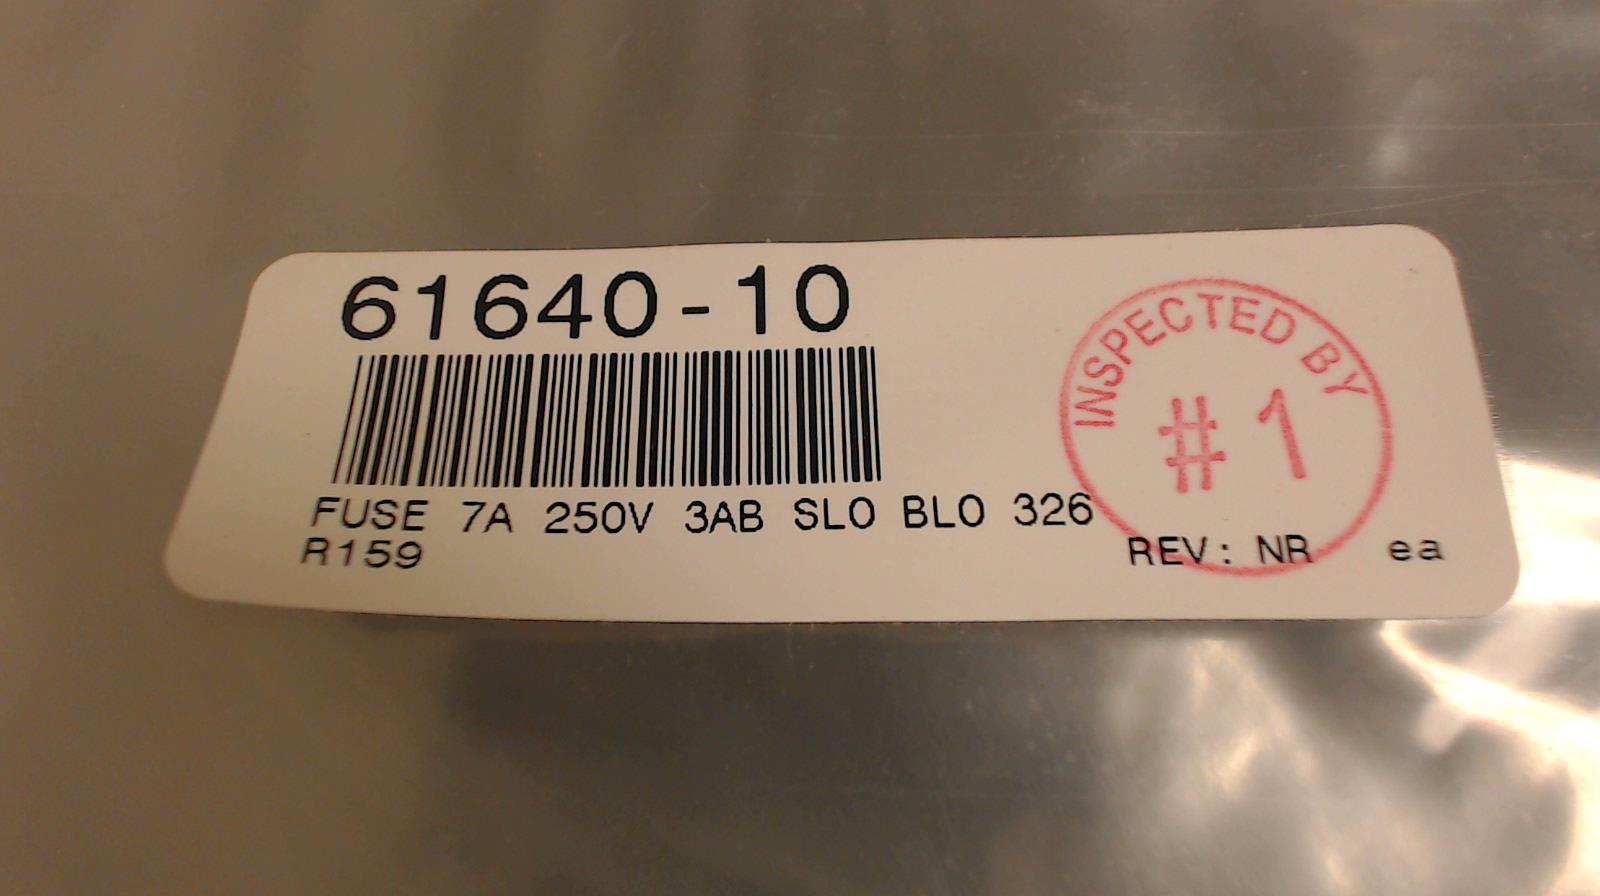 61640-10
FUSE 7A 250V 3AB SLO BLO 326
R159
REV: NR ea
INSPECTED BY
#1